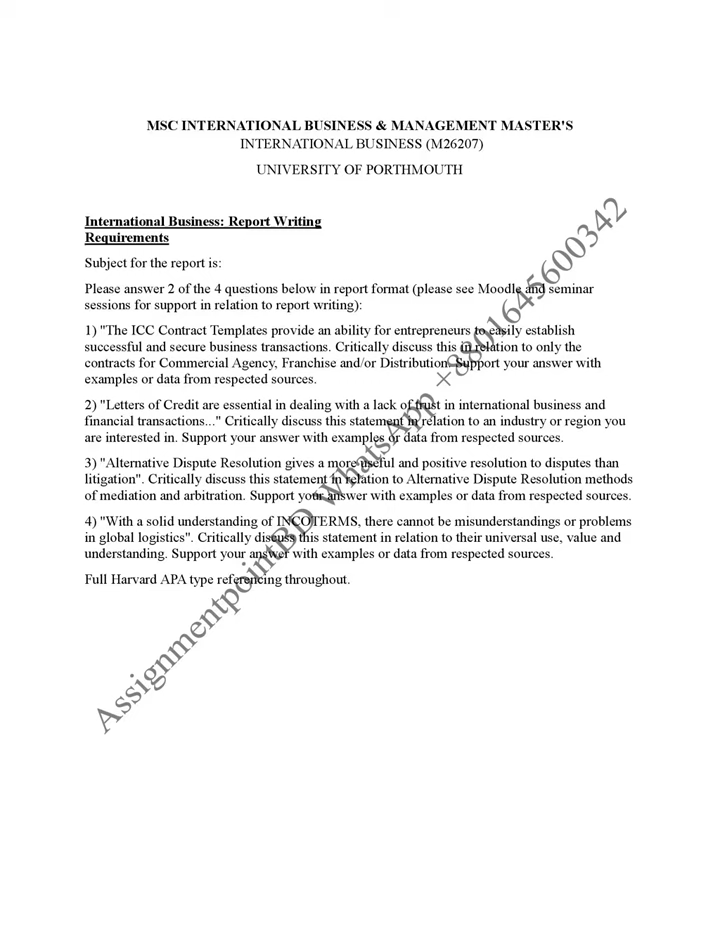 MSC INTERNATIONAL BUSINESS & MANAGEMENT MASTER'S
INTERNATIONAL BUSINESS (M26207)
UNIVERSITY OF PORTHMOUTH
International Business: Report Writing
Requirements
Subject for the report is:
Please answer 2 of the 4 questions below in report format (please see Moodle and seminar
sessions for support in relation to report writing):
1) "The ICC Contract Templates provide an ability for entrepreneurs to easily establish
successful and secure business transactions. Critically discuss this in relation to only the
contracts for Commercial Agency, Franchise and/or Distribution. Support your answer with
examples or data from respected sources.
2) "Letters of Credit are essential in dealing with a lack of trust in international business and
financial transactions..." Critically discuss this statement in relation to an industry or region you
are interested in. Support your answer with examples or data from respected sources.
3) "Alternative Dispute Resolution gives a more useful and positive resolution to disputes than
litigation". Critically discuss this statement in relation to Alternative Dispute Resolution methods
of mediation and arbitration. Support your answer with examples or data from respected sources.
4) "With a solid understanding of INCOTERMS, there cannot be misunderstandings or problems
in global logistics". Critically discuss this statement in relation to their universal use, value and
understanding. Support your answer with examples or data from respected sources.
Full Harvard APA type referencing throughout.
AssignmentpointBD WhatsApp +8801645600342